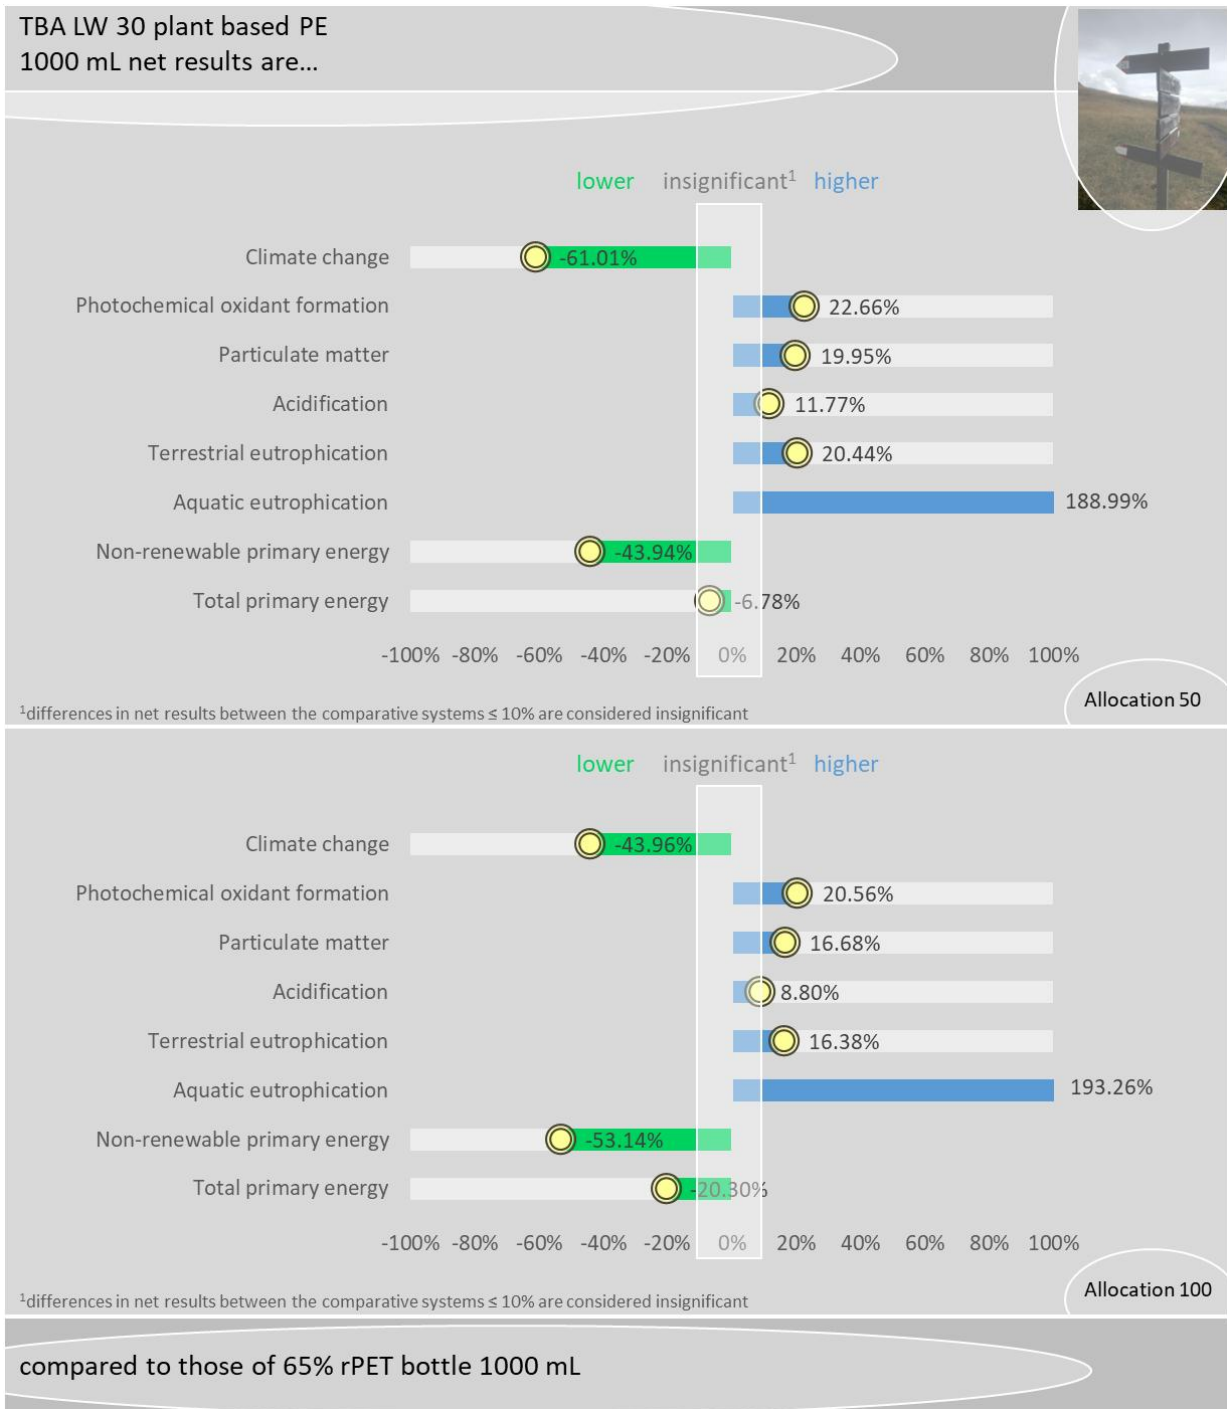 TBA LW 30 plant based PE
1000 mL net results are...
lower insignificant¹ higher
Climate change -61.01%
Photochemical oxidant formation 22.66%
Particulate matter 19.95%
Acidification 11.77%
Terrestrial eutrophication 20.44%
Aquatic eutrophication 188.99%
Non-renewable primary energy -43.94%
Total primary energy -6.78%
-100% -80% -60% -40% -20% 0% 20% 40% 60% 80% 100%
Allocation 50
¹differences in net results between the comparative systems ≤ 10% are considered insignificant
lower insignificant¹ higher
Climate change -43.96%
Photochemical oxidant formation 20.56%
Particulate matter 16.68%
Acidification 8.80%
Terrestrial eutrophication 16.38%
Aquatic eutrophication 193.26%
Non-renewable primary energy -53.14%
Total primary energy -20.30%
-100% -80% -60% -40% -20% 0% 20% 40% 60% 80% 100%
Allocation 100
¹differences in net results between the comparative systems ≤ 10% are considered insignificant
compared to those of 65% rPET bottle 1000 mL